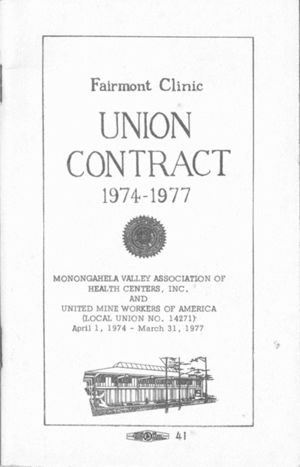 Fairmont Clinic
UNION
CONTRACT
1974-1977
MONONGAHELA VALLEY ASSOCIATION OF
HEALTH CENTERS, INC.
AND
UNITED MINE WORKERS OF AMERICA
(LOCAL UNION NO. 14271)
April 1, 1974 - March 31, 1977
41